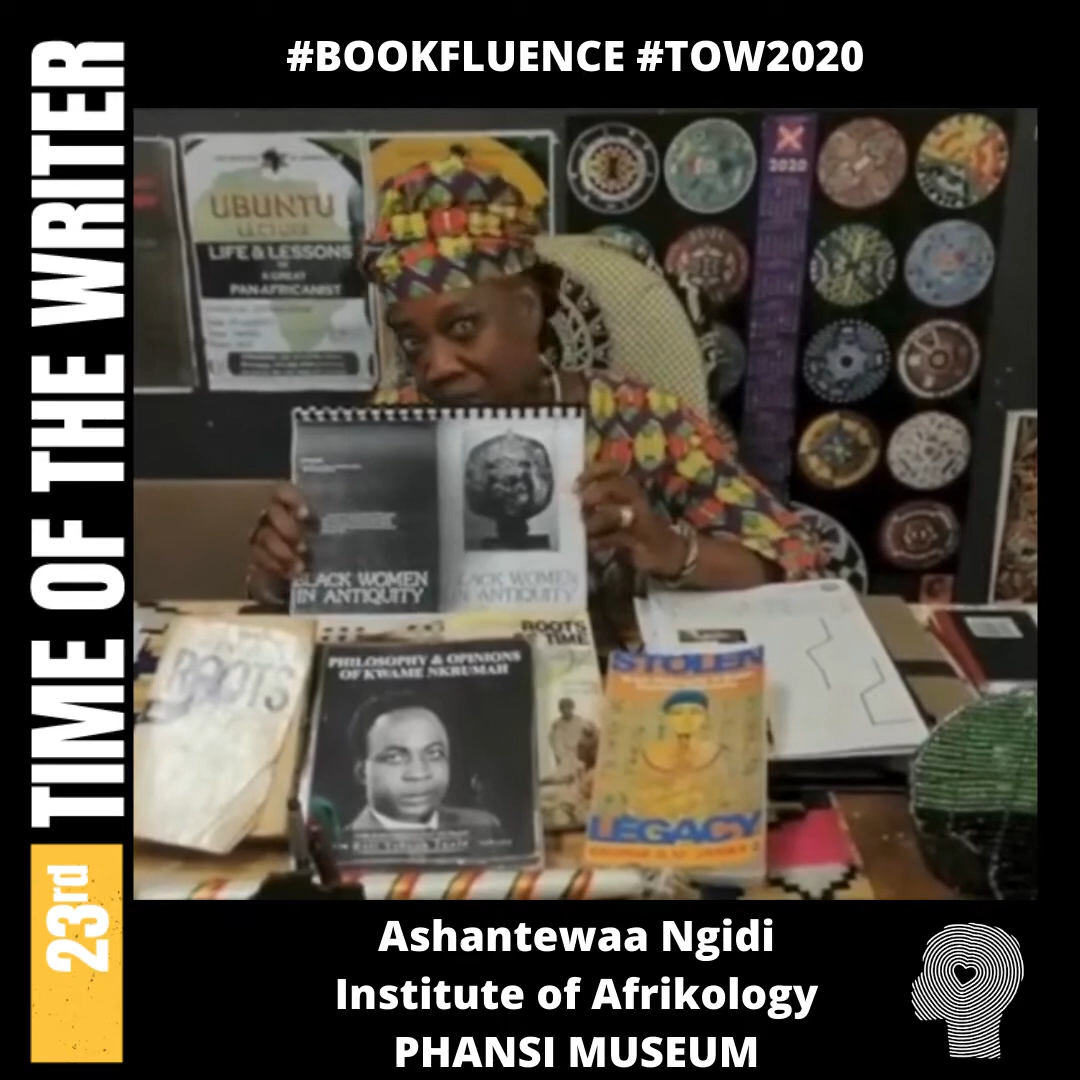 #BOOKFLUENCE #TOW2020
23rd TIME OF THE WRITER
UBUNTU
LECTURE
LIFE & LESSONS
A GREAT
PAN-AFRICANIST
2020
BLACK WOMEN
IN ANTIQUITY
BLACK WOMEN
IN ANTIQUITY
ROOTS
ROOTS
TIME
PHILOSOPHY & OPINIONS
OF KWAME NKRUMAH
STOLEN
LEGACY
Ashantewaa Ngidi
Institute of Afrikology
PHANSI MUSEUM